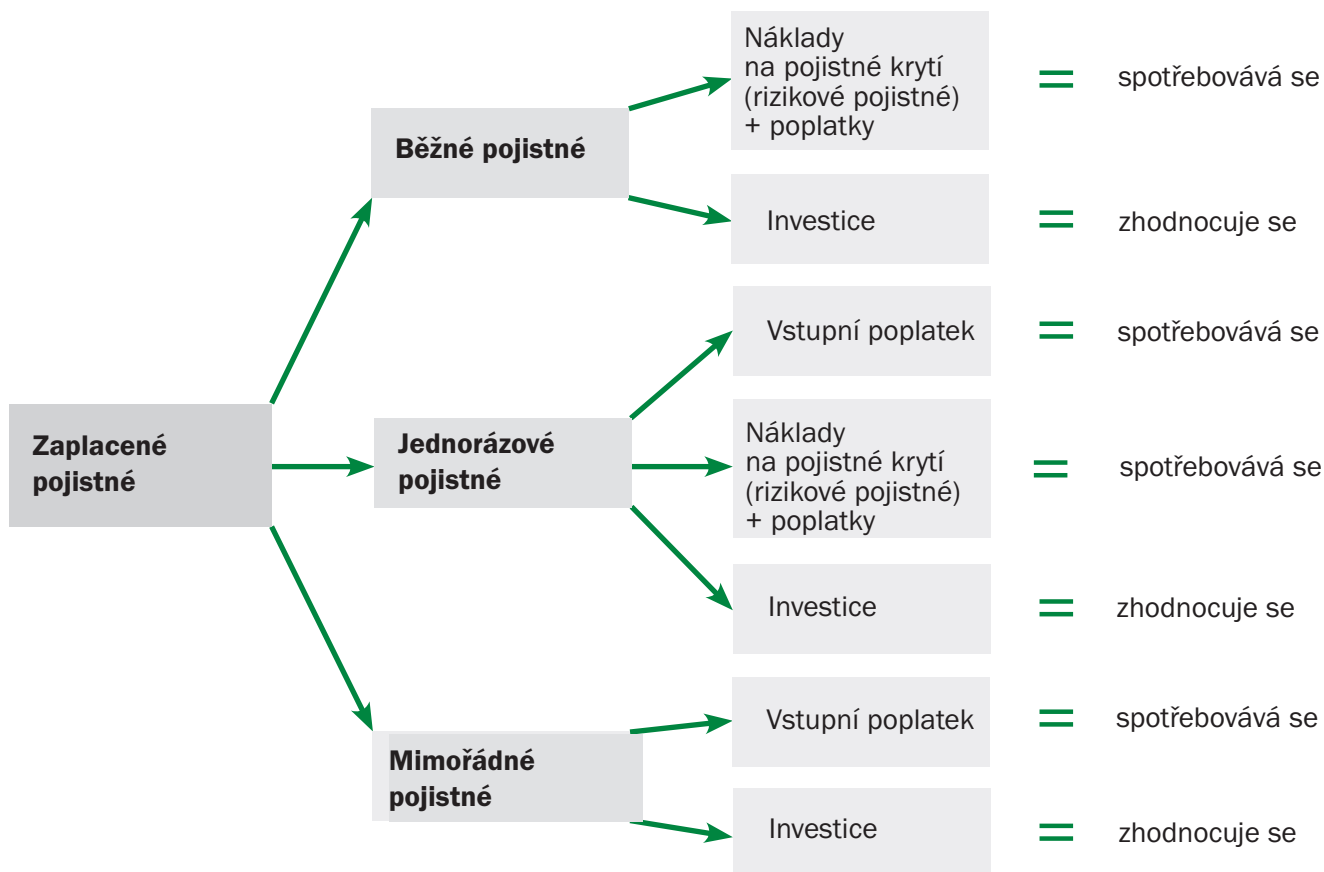 Náklady
na pojistné krytí
(rizikové pojistné)
+ poplatky
= spotřebovává se
Běžné pojistné
Investice
= zhodnocuje se
Vstupní poplatek
= spotřebovává se
Zaplacené
pojistné
Jednorázové
pojistné
Náklady
na pojistné krytí
(rizikové pojistné)
+ poplatky
= spotřebovává se
Investice
= zhodnocuje se
Vstupní poplatek
= spotřebovává se
Mimořádné
pojistné
Investice
= zhodnocuje se